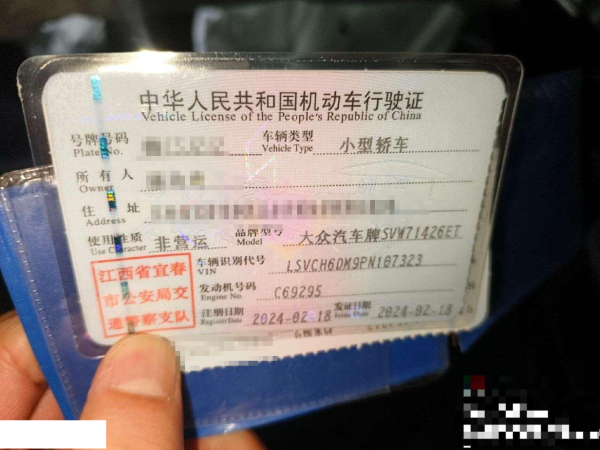 中华人民共和国机动车行驶证
Vehicle License of the People's Republic of China
号牌号码 车辆类型 小型轿车
Plate No. Vehicle Type
所有人
Owner
住址
Address
使用性质 非营运 品牌型号 大众汽车牌SVW71426ET
Use Character Model
江西省宜春
市公安局交
通警察支队
车辆识别代号 LSVCH6DM9PN107323
VIN
发动机号码 C69295
Engine No.
注册日期 2024-02-18 发证日期 2024-02-18
Register Date Issue Date